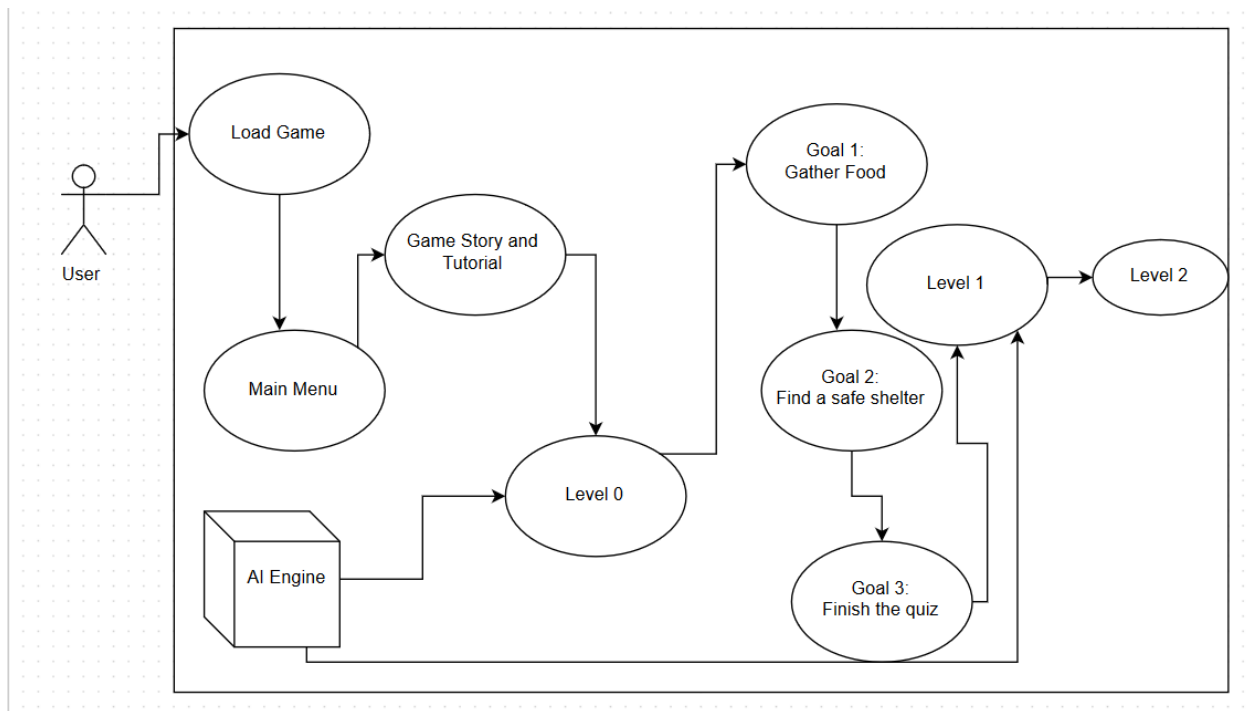 Load Game
User
Game Story and
Tutorial
Main Menu
AI Engine
Level 0
Goal 1:
Gather Food
Goal 2:
Find a safe shelter
Goal 3:
Finish the quiz
Level 1
Level 2